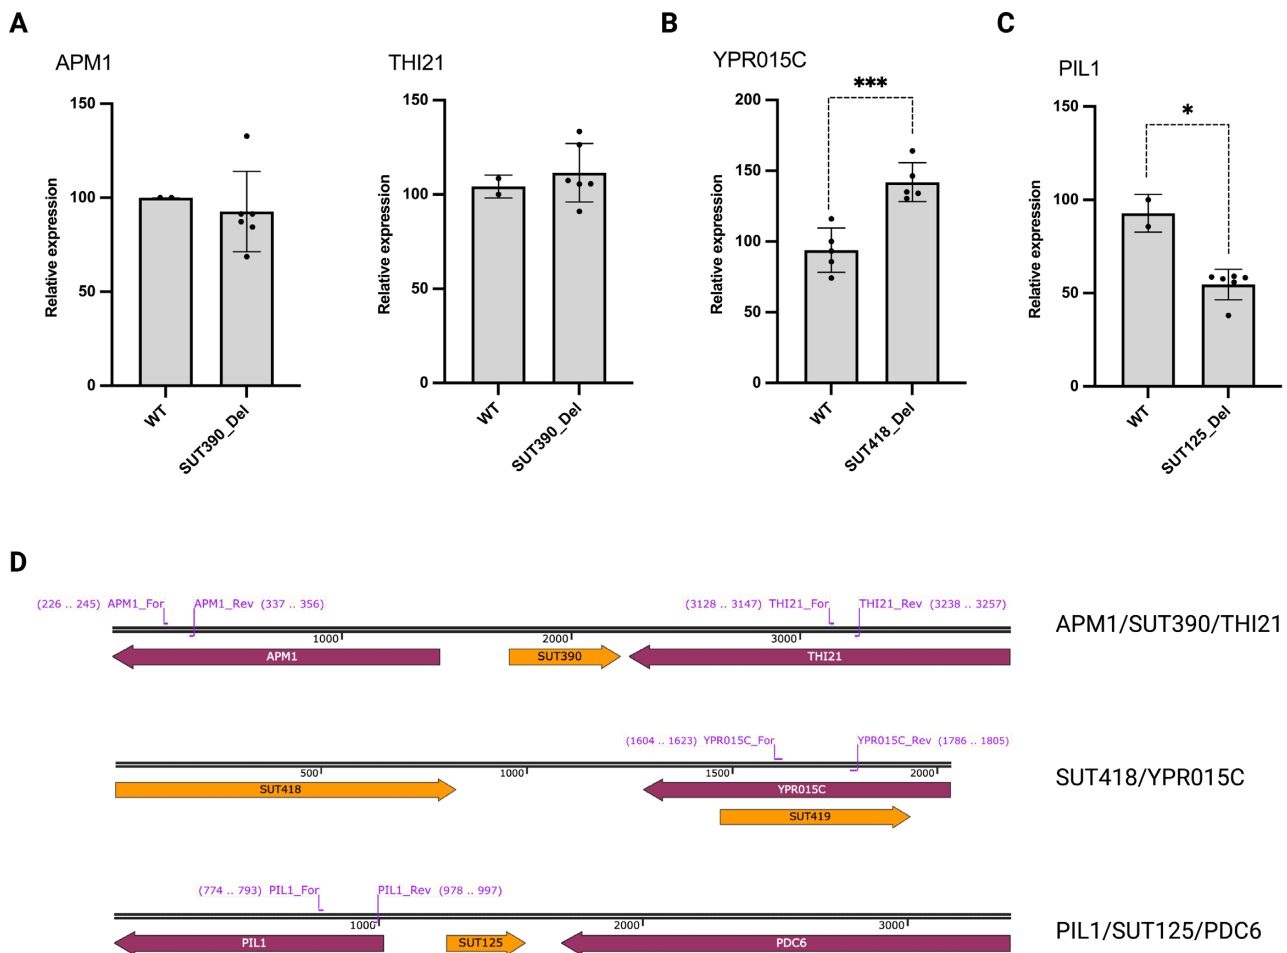 A
APM1
Relative expression
150
100
50
0
WT
SUT390_Del
THI21
Relative expression
150
100
50
0
WT
SUT390_Del
B
YPR015C
***
Relative expression
200
150
100
50
0
WT
SUT418_Del
C
PIL1
*
Relative expression
150
100
50
0
WT
SUT125_Del
D
(226 .. 245) APM1_For
APM1_Rev (337 .. 356)
(3128 .. 3147) THI21_For
THI21_Rev (3238 .. 3257)
1000
2000
3000
APM1
SUT390
THI21
APM1/SUT390/THI21
(1604 .. 1623) YPR015C_For
YPR015C_Rev (1786 .. 1805)
500
1000
1500
2000
SUT418
YPR015C
SUT419
SUT418/YPR015C
(774 .. 793) PIL1_For
PIL1_Rev (978 .. 997)
1000
2000
3000
PIL1
SUT125
PDC6
PIL1/SUT125/PDC6